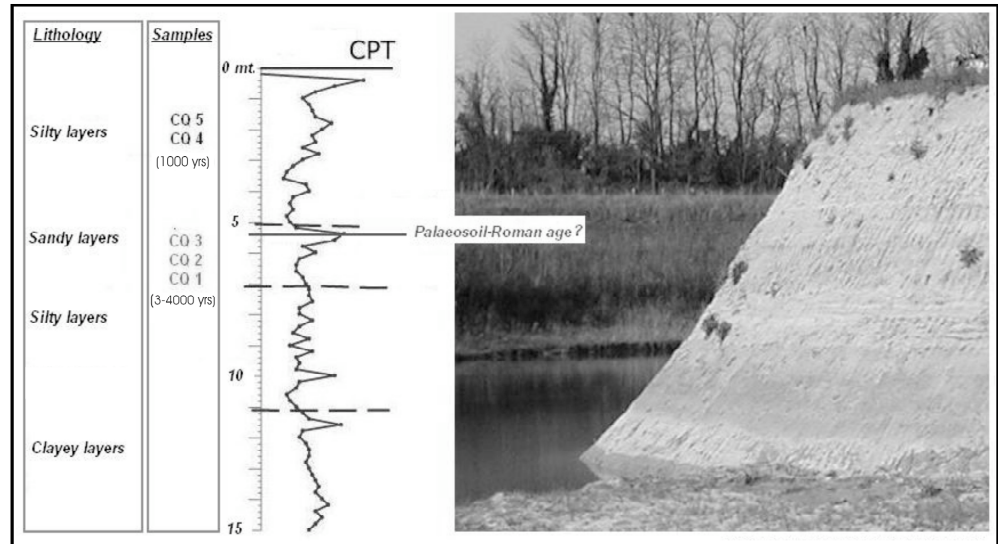 Lithology
Silty layers
Sandy layers
Silty layers
Clayey layers
Samples
CQ 5
CQ 4
(1000 yrs)
CQ 3
CQ 2
CQ 1
(3-4000 yrs)
CPT
0 mt.
5
10
15
Palaeosoil-Roman age?